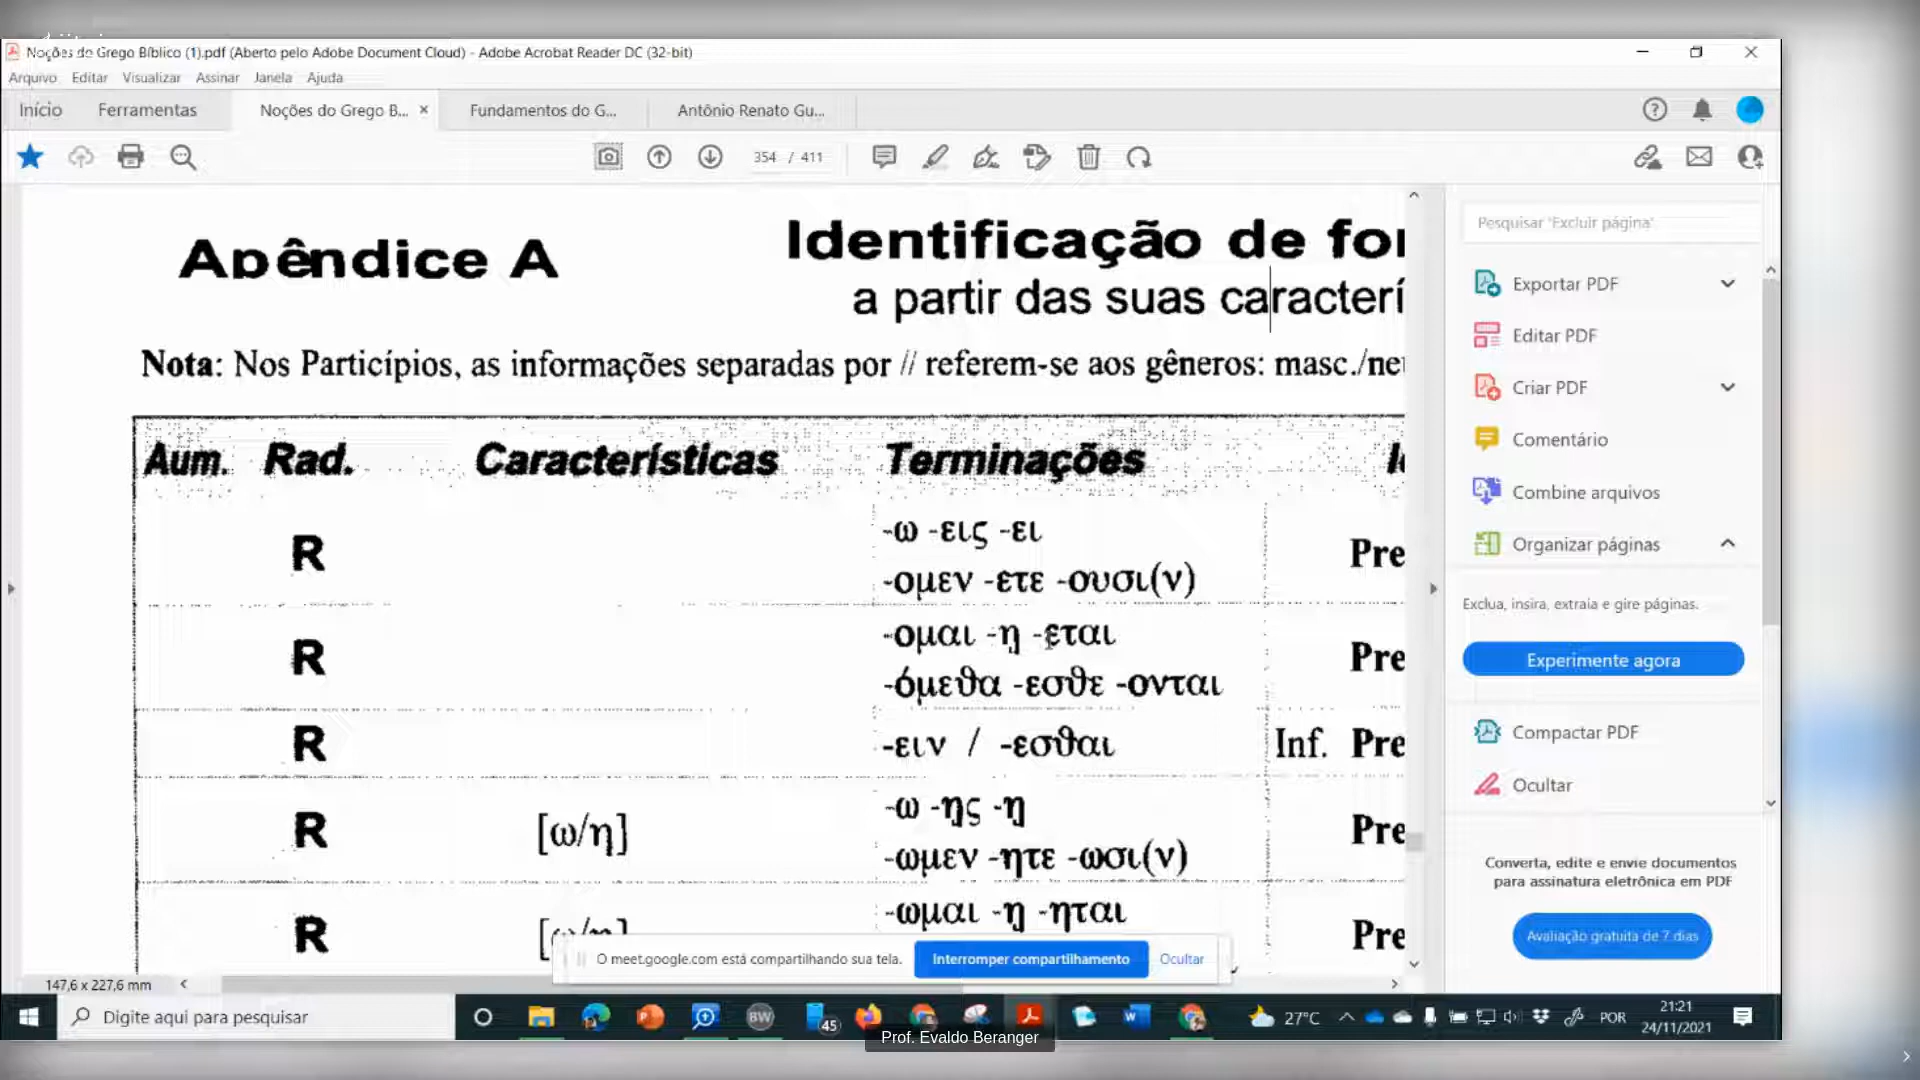 Noções do Grego Bíblico (1).pdf (Aberto pelo Adobe Document Cloud) - Adobe Acrobat Reader DC (32-bit)
Arquivo Editar Visualizar Assinar Janela Ajuda
Início Ferramentas Noções do Grego B... × Fundamentos do G... Antônio Renato Gu...
354 / 411
Apêndice A
Identificação de for
a partir das suas caracterí
Nota: Nos Particípios, as informações separadas por // referem-se aos gêneros: masc./ne
Aum. Rad. Características Terminações
R -ω -εις -ει Pre
-ομεν -ετε -ουσι(ν)
R -ομαι -ῃ -εται Pre
-όμεθα -εσθε -ονται
R -ειν / -εσθαι Inf. Pre
R [ω/η] -ω -ῃς -ῃ Pre
-ωμεν -ητε -ωσι(ν)
R [ω/η] -ωμαι -ῃ -ηται Pre
Pesquisar 'Excluir página'
Exportar PDF
Editar PDF
Criar PDF
Comentário
Combine arquivos
Organizar páginas
Exclua, insira, extraia e gire páginas.
Experimente agora
Compactar PDF
Ocultar
Converta, edite e envie documentos
para assinatura eletrônica em PDF
Avaliação gratuita de 7 dias
O meet.google.com está compartilhando sua tela. Interromper compartilhamento Ocultar
147,6 x 227,6 mm
Digite aqui para pesquisar
BW
45
27°C
POR
21:21
24/11/2021
Prof. Evaldo Beranger